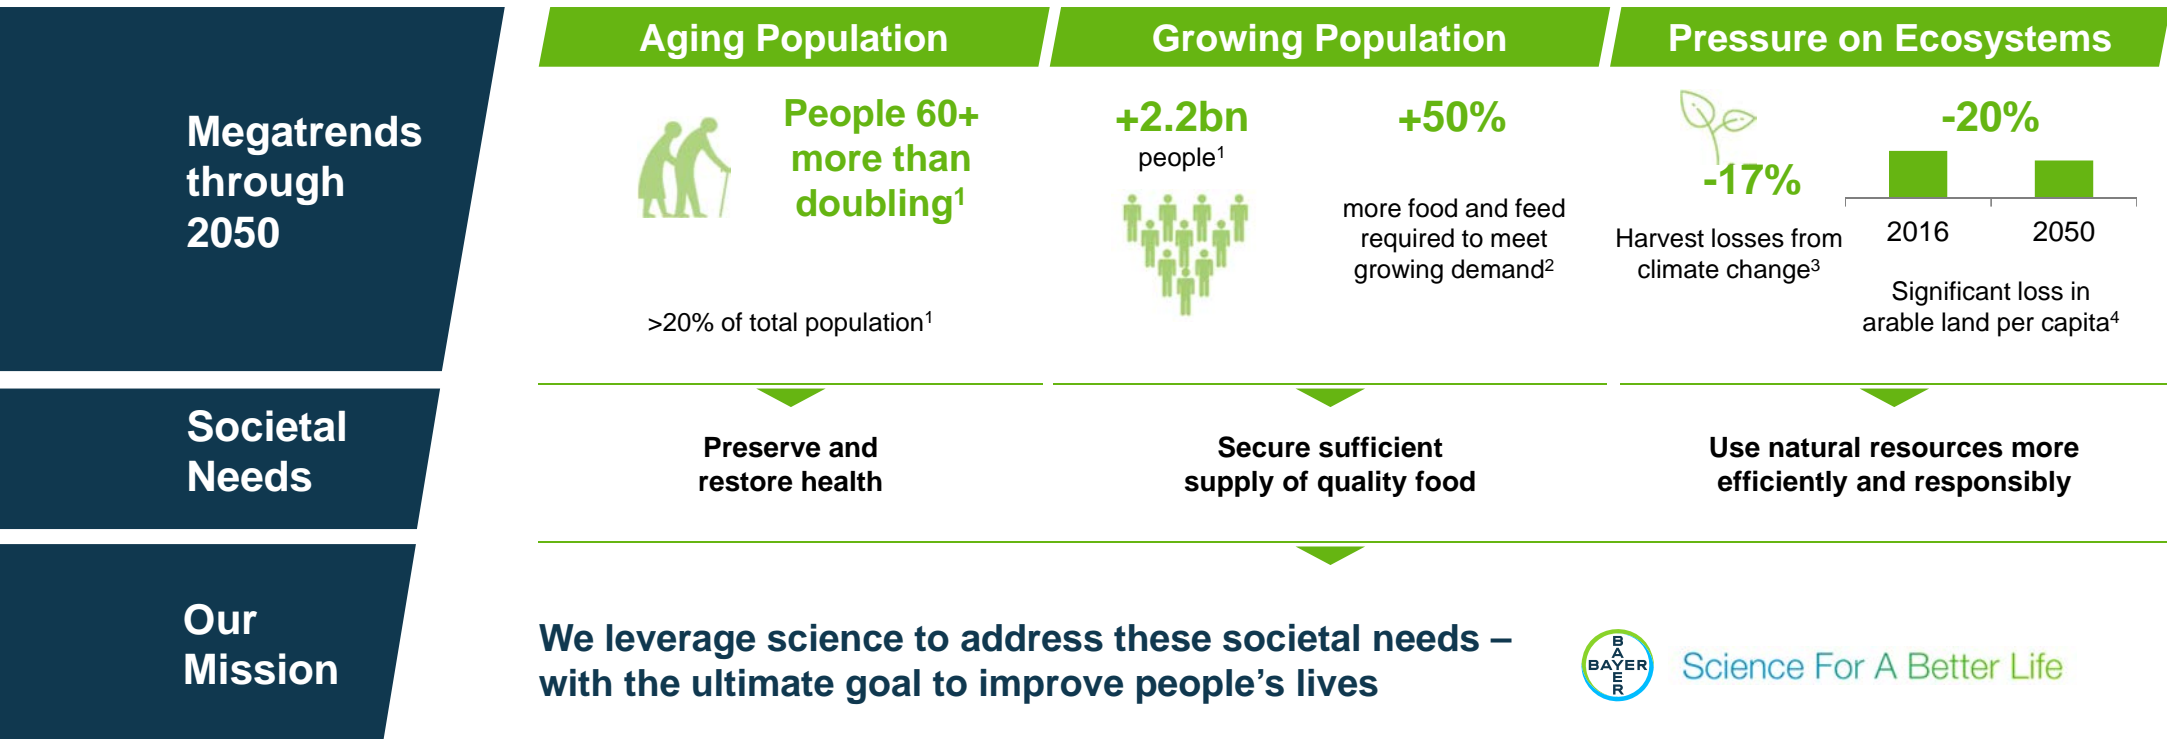 Megatrends
through
2050
Aging Population
People 60+
more than
doubling¹
>20% of total population¹
Growing Population
+2.2bn
people¹
+50%
more food and feed
required to meet
growing demand²
Pressure on Ecosystems
-17%
Harvest losses from
climate change³
-20%
2016 2050
Significant loss in
arable land per capita⁴
Societal
Needs
Preserve and
restore health
Secure sufficient
supply of quality food
Use natural resources more
efficiently and responsibly
Our
Mission
We leverage science to address these societal needs –
with the ultimate goal to improve people’s lives
BAYER
BAYER
Science For A Better Life